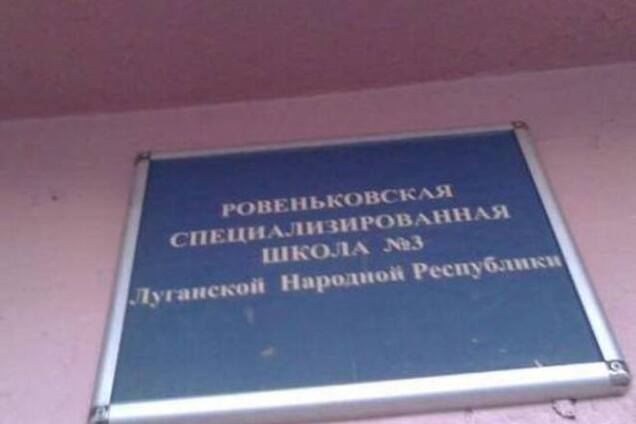 РОВЕНЬКОВСКАЯ
СПЕЦИАЛИЗИРОВАННАЯ
ШКОЛА №3
Луганской Народной Республики